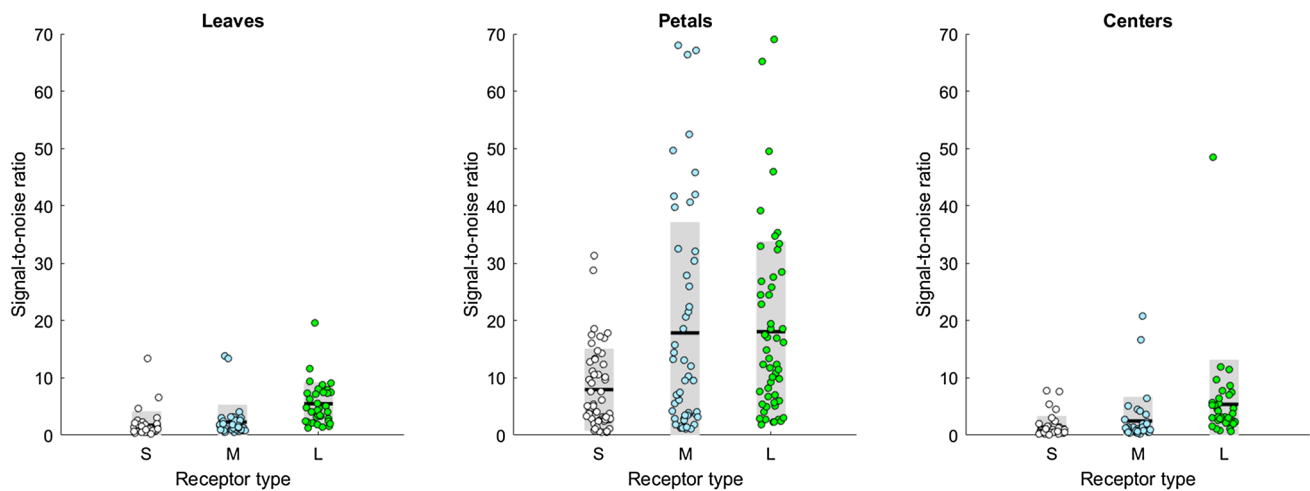 Leaves
Signal-to-noise ratio
70
60
50
40
30
20
10
0
S M L
Receptor type
Petals
Signal-to-noise ratio
70
60
50
40
30
20
10
0
S M L
Receptor type
Centers
Signal-to-noise ratio
70
60
50
40
30
20
10
0
S M L
Receptor type